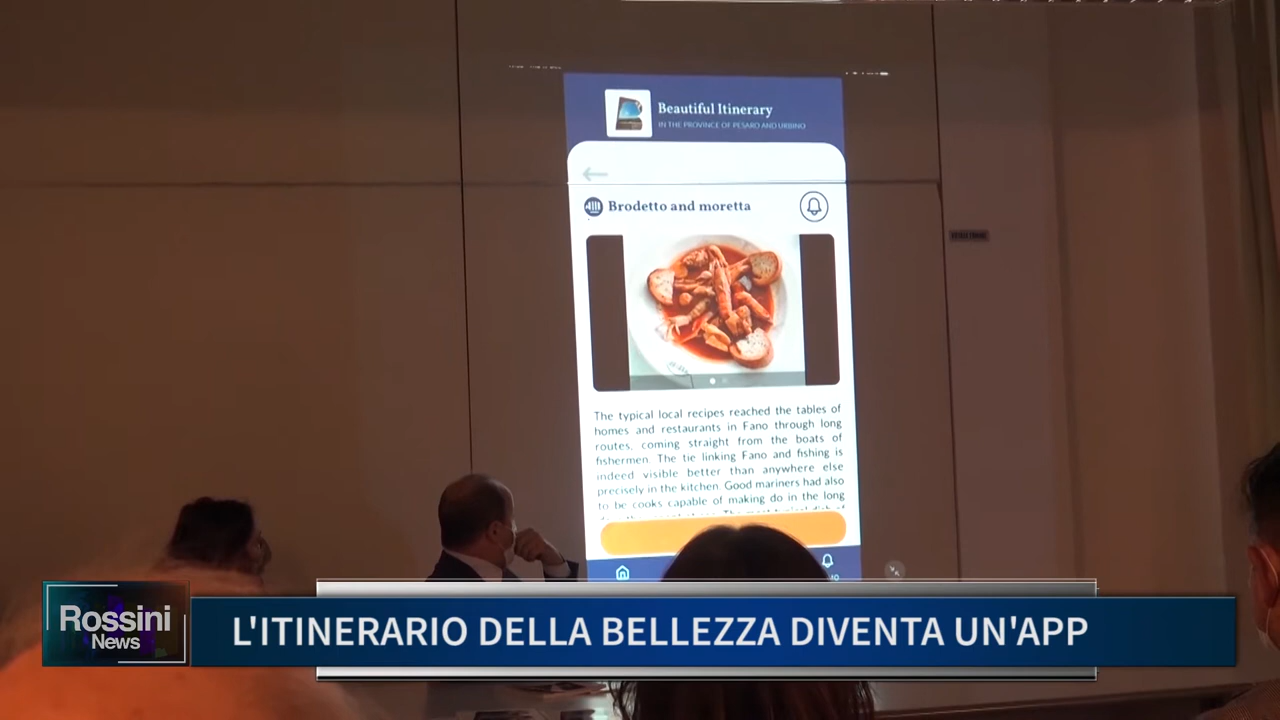 Beautiful Itinerary
IN THE PROVINCE OF PESARO AND URBINO
Brodetto and moretta
The typical local recipes reached the tables of
homes and restaurants in Fano through long
routes, coming straight from the boats of
fishermen. The tie linking Fano and fishing is
indeed visible better than anywhere else
precisely in the kitchen. Good mariners had also
to be cooks capable of making do in the long
Rossini
News
L'ITINERARIO DELLA BELLEZZA DIVENTA UN'APP